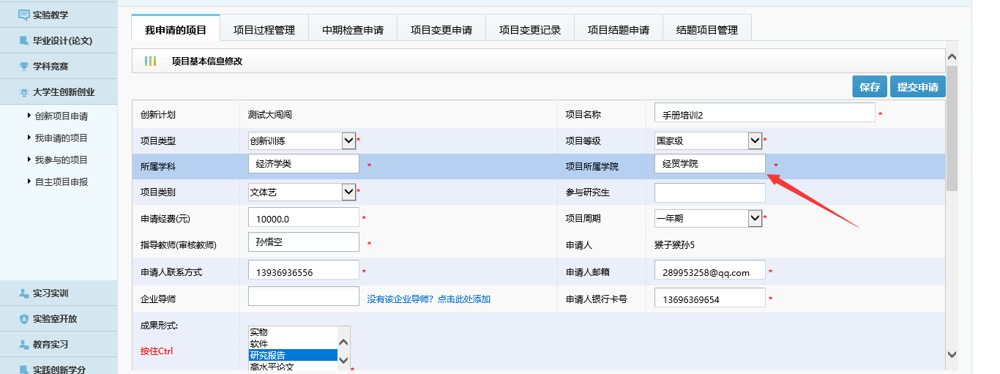 实验教学
毕业设计(论文)
学科竞赛
大学生创新创业
创新项目申请
我申请的项目
我参与的项目
自主项目申报
实习实训
实验室开放
教育实习
实践创新学分
我申请的项目 项目过程管理 中期检查申请 项目变更申请 项目变更记录 项目结题申请 结题项目管理
项目基本信息修改
保存 提交申请
创新计划 测试大闯闯 项目名称 手册培训2 *
项目类型 创新训练 * 项目等级 国家级 *
所属学科 经济学类 * 项目所属学院 经贸学院 *
项目类别 文体艺 * 参与研究生
申请经费(元) 10000.0 * 项目周期 一年期 *
指导教师(审核教师) 孙悟空 * 申请人 猴子猴孙5
申请人联系方式 13936936556 * 申请人邮箱 289953258@qq.com *
企业导师 没有该企业导师？点击此处添加 申请人银行卡号 13696369654 *
成果形式:
按住Ctrl
实物
软件
研究报告
高水平论文 *